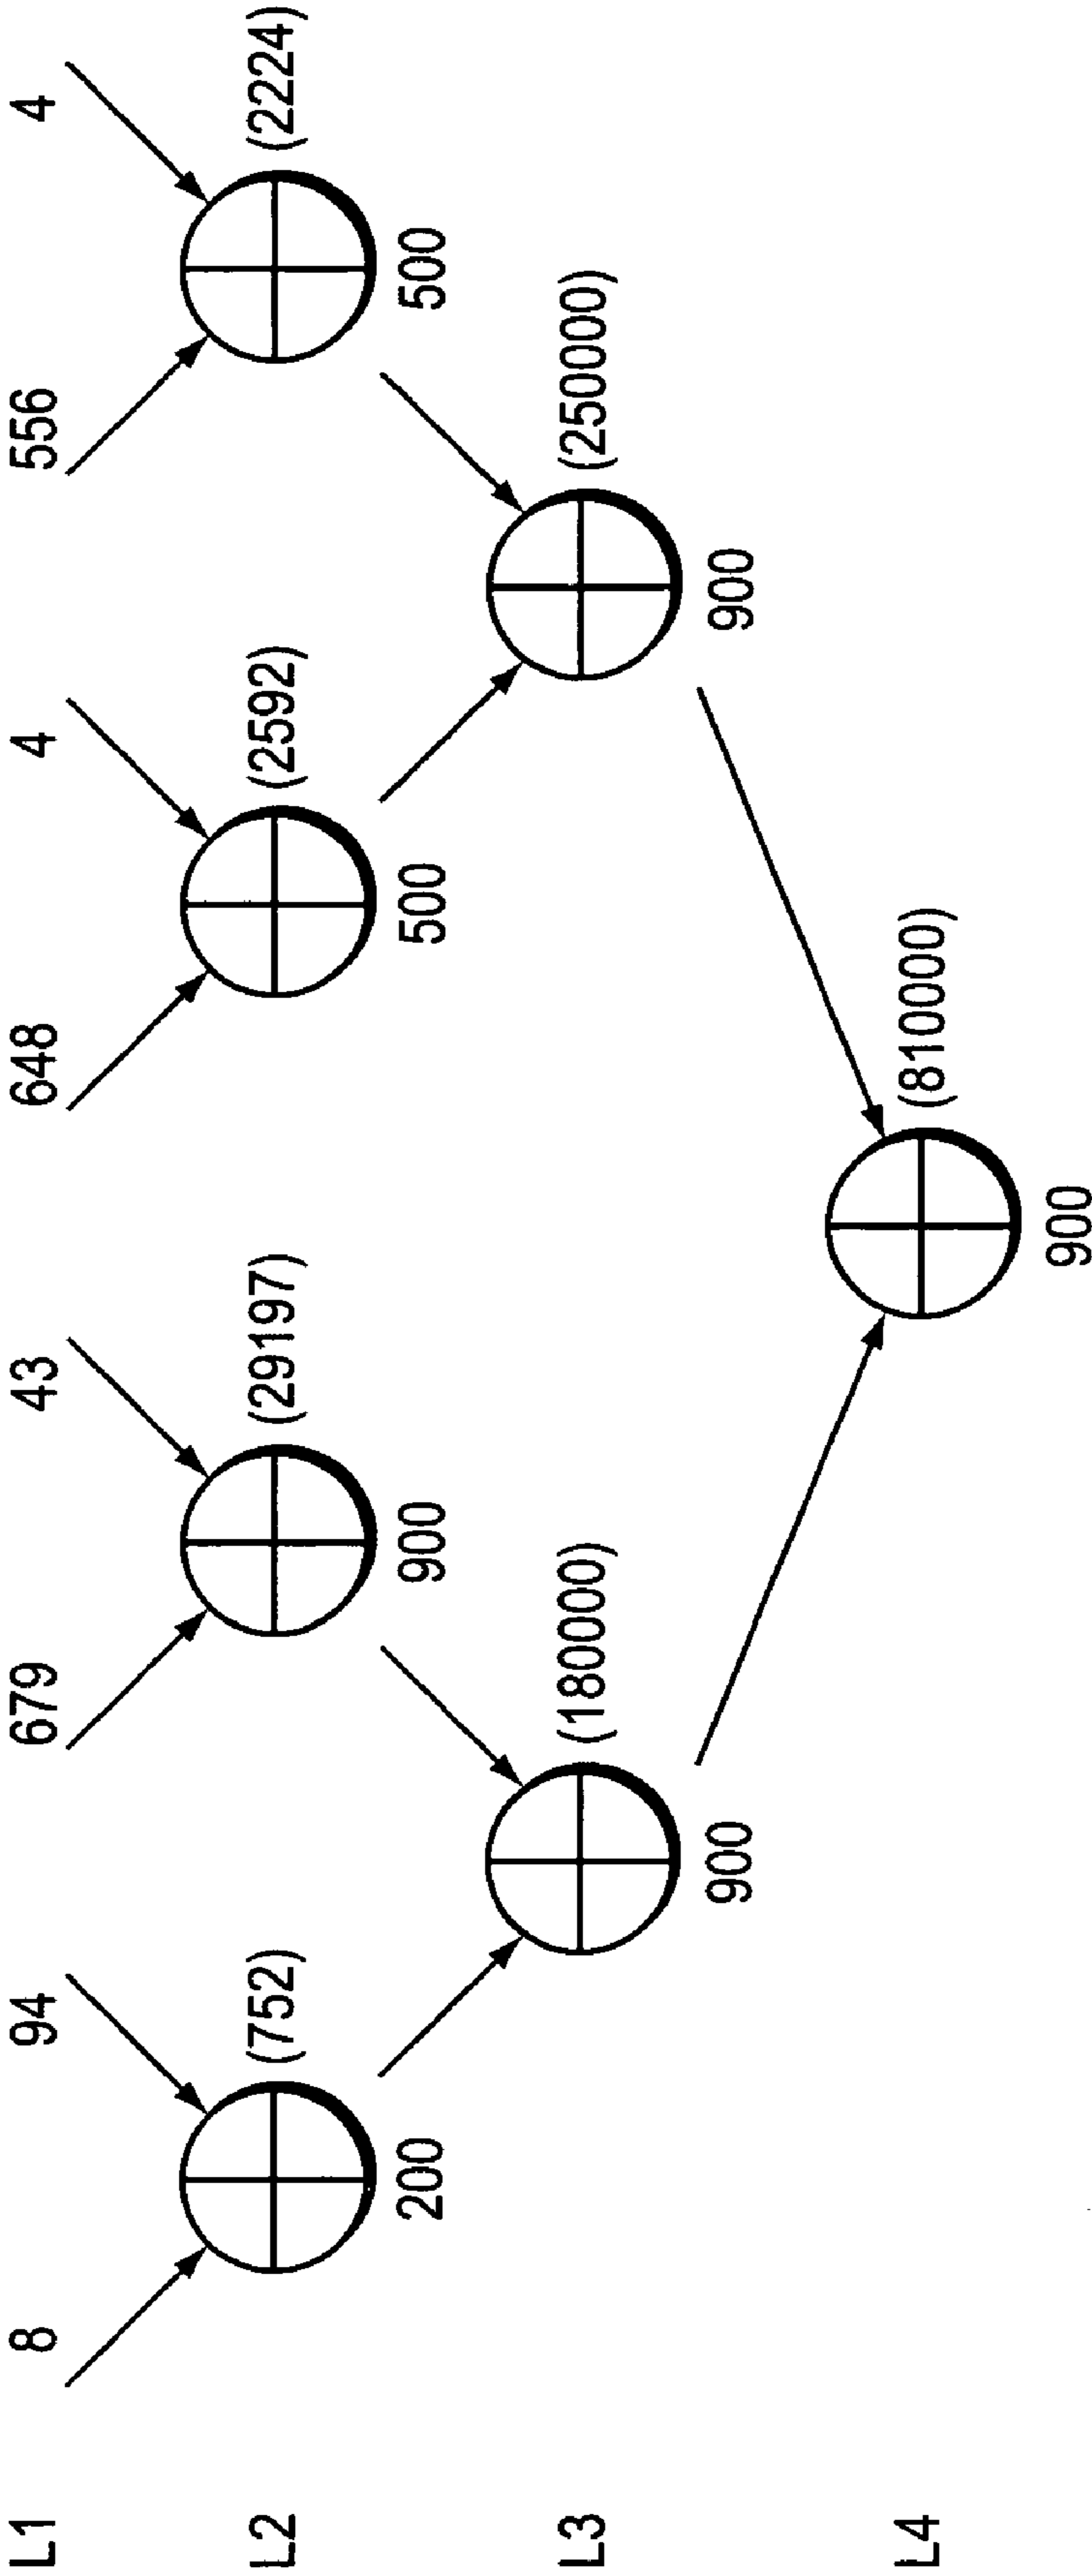 L1 8 94 679 43 648 4 556 4
L2 (752) (29197) (2592) (2224)
200 900 500 500
L3 (180000) (250000)
900 900
L4 (810000)
900